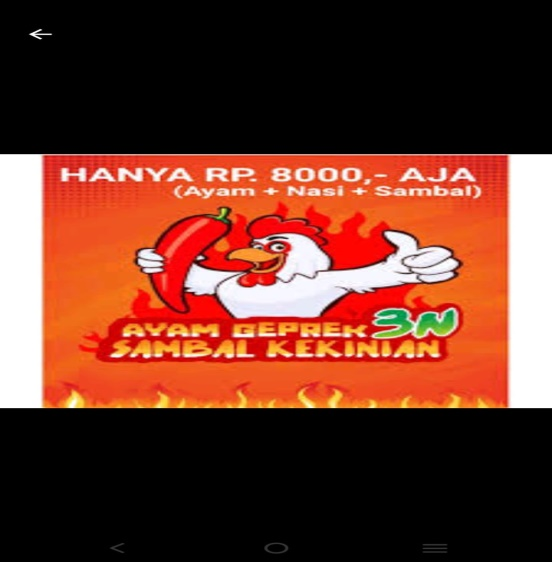 HANYA RP. 8000,- AJA
(Ayam + Nasi + Sambal)
AYAM GEPREK 3N
SAMBAL KEKINIAN